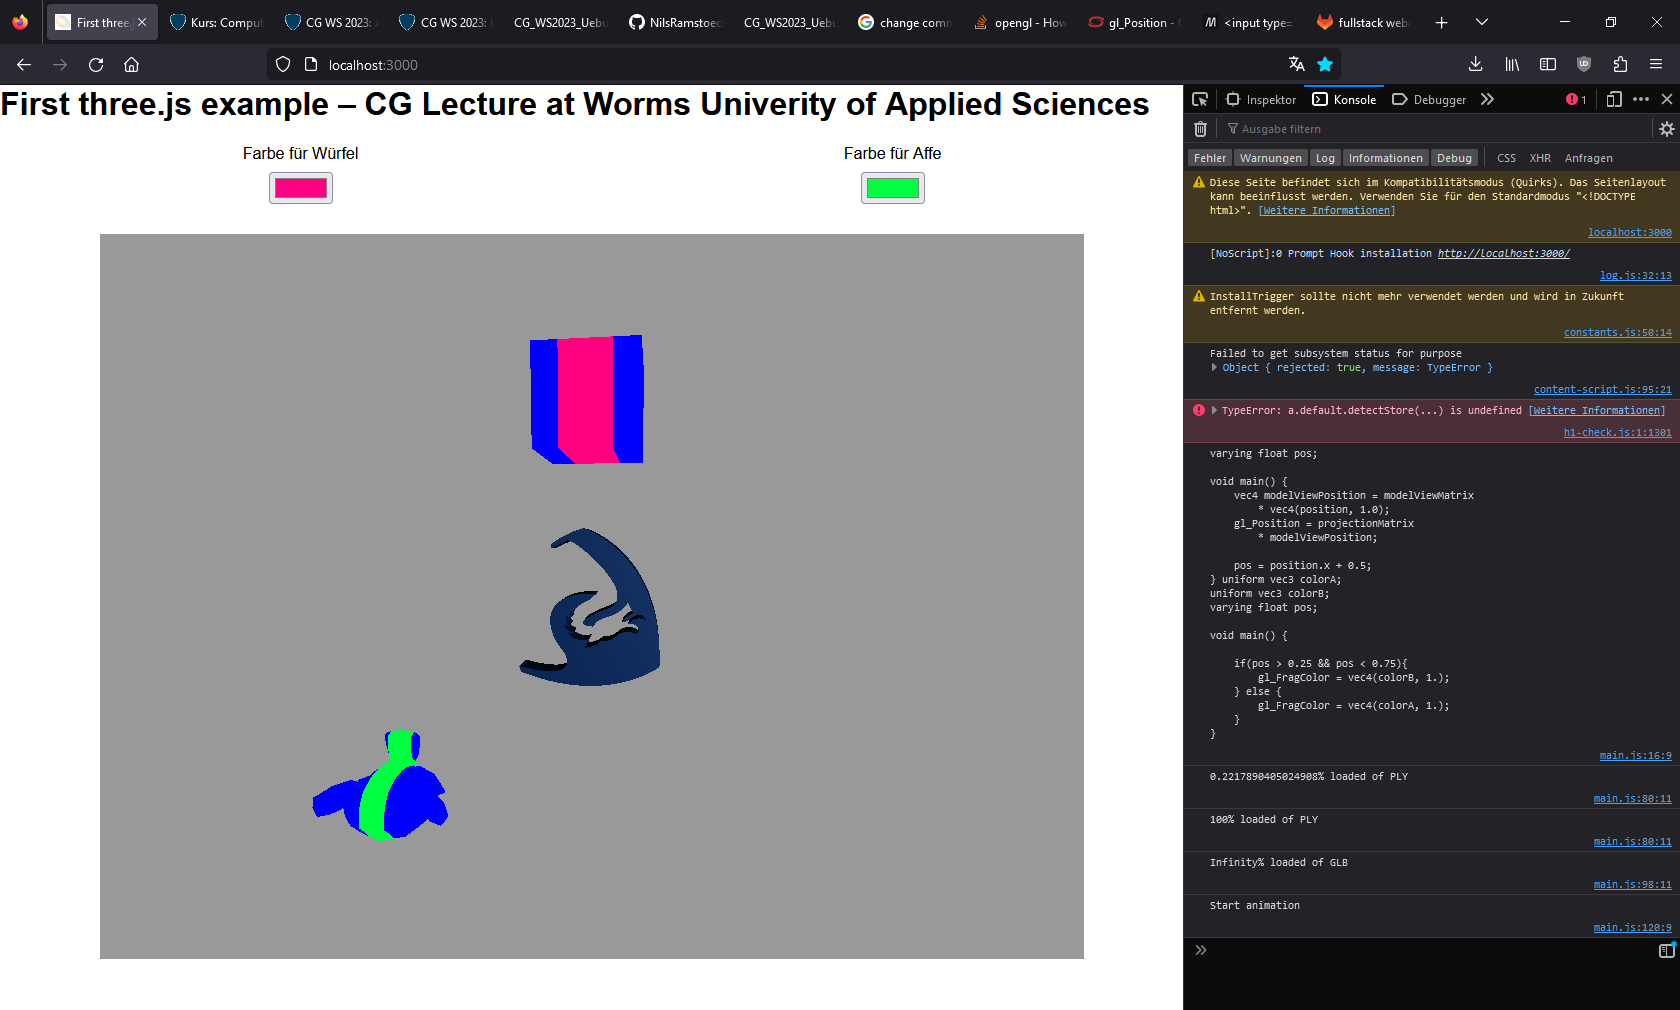 First three.j
Kurs: Comput
CG WS 2023:
CG WS 2023:
CG_WS2023_Uebu
NilsRamstoec
CG_WS2023_Uebu
change comn
opengl - How
gl_Position -
<input type=
fullstack web
localhost:3000
First three.js example – CG Lecture at Worms Univerity of Applied Sciences
Farbe für Würfel
Farbe für Affe
Inspektor
Konsole
Debugger
1
Ausgabe filtern
Fehler
Warnungen
Log
Informationen
Debug
CSS
XHR
Anfragen
Diese Seite befindet sich im Kompatibilitätsmodus (Quirks). Das Seitenlayout
kann beeinflusst werden. Verwenden Sie für den Standardmodus "<!DOCTYPE
html>". [Weitere Informationen]
localhost:3000
[NoScript]:0 Prompt Hook installation http://localhost:3000/
log.js:32:13
InstallTrigger sollte nicht mehr verwendet werden und wird in Zukunft
entfernt werden.
constants.js:50:14
Failed to get subsystem status for purpose
Object { rejected: true, message: TypeError }
content-script.js:95:21
TypeError: a.default.detectStore(...) is undefined [Weitere Informationen]
h1-check.js:1:1301
varying float pos;
void main() {
vec4 modelViewPosition = modelViewMatrix
* vec4(position, 1.0);
gl_Position = projectionMatrix
* modelViewPosition;
pos = position.x + 0.5;
} uniform vec3 colorA;
uniform vec3 colorB;
varying float pos;
void main() {
if(pos > 0.25 && pos < 0.75){
gl_FragColor = vec4(colorB, 1.);
} else {
gl_FragColor = vec4(colorA, 1.);
}
}
main.js:16:9
0.2217890405024908% loaded of PLY
main.js:80:11
100% loaded of PLY
main.js:80:11
Infinity% loaded of GLB
main.js:98:11
Start animation
main.js:120:9